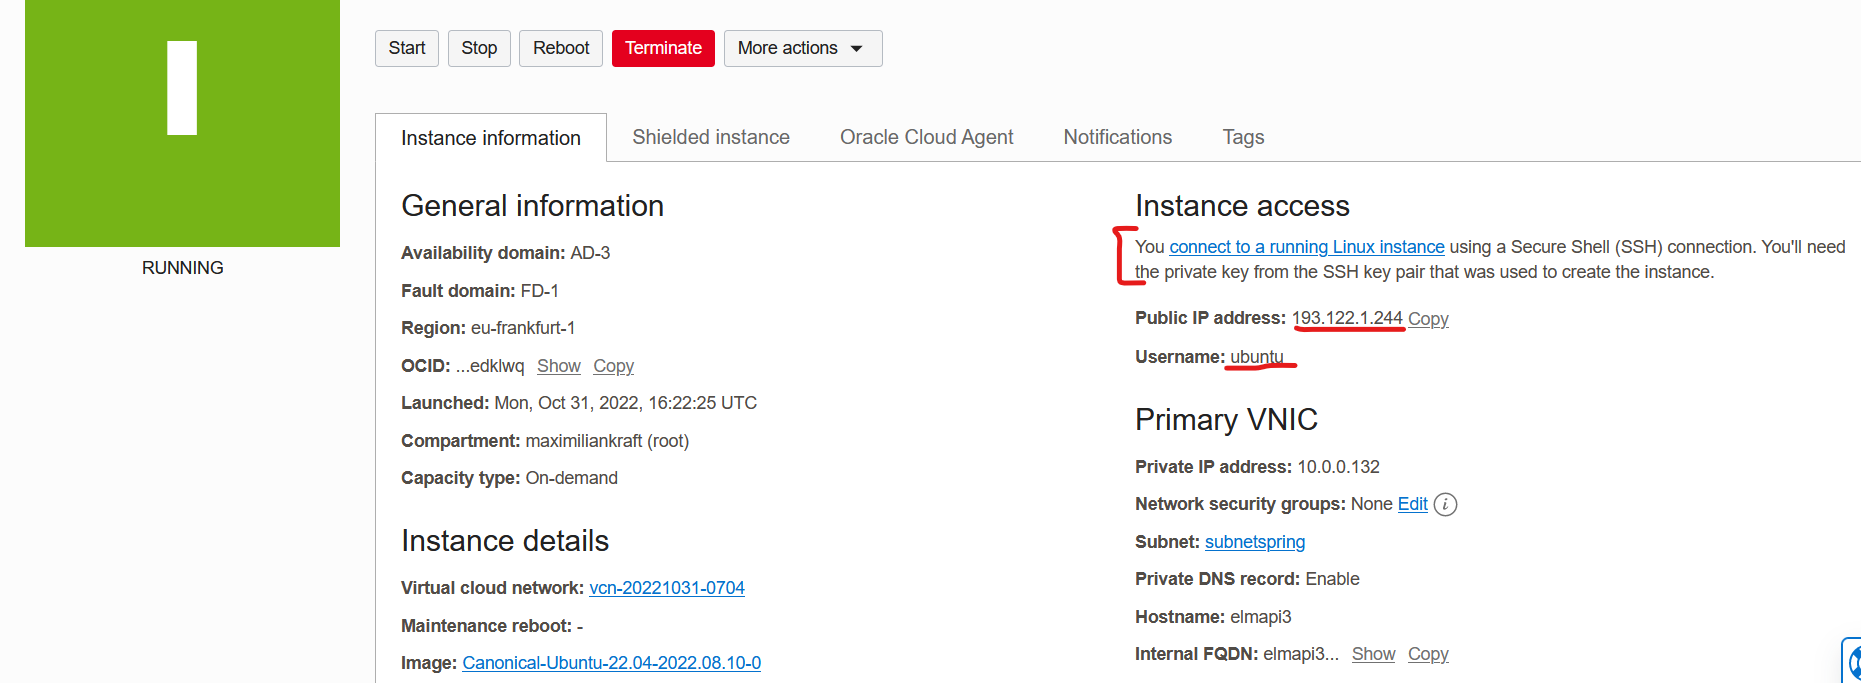 Start Stop Reboot Terminate More actions
RUNNING
Instance information Shielded instance Oracle Cloud Agent Notifications Tags
General information
Availability domain: AD-3
Fault domain: FD-1
Region: eu-frankfurt-1
OCID: ...edklwq Show Copy
Launched: Mon, Oct 31, 2022, 16:22:25 UTC
Compartment: maximiliankraft (root)
Capacity type: On-demand
Instance details
Virtual cloud network: vcn-20221031-0704
Maintenance reboot: -
Image: Canonical-Ubuntu-22.04-2022.08.10-0
Instance access
You connect to a running Linux instance using a Secure Shell (SSH) connection. You'll need
the private key from the SSH key pair that was used to create the instance.
Public IP address: 193.122.1.244 Copy
Username: ubuntu
Primary VNIC
Private IP address: 10.0.0.132
Network security groups: None Edit i
Subnet: subnetspring
Private DNS record: Enable
Hostname: elmapi3
Internal FQDN: elmapi3... Show Copy